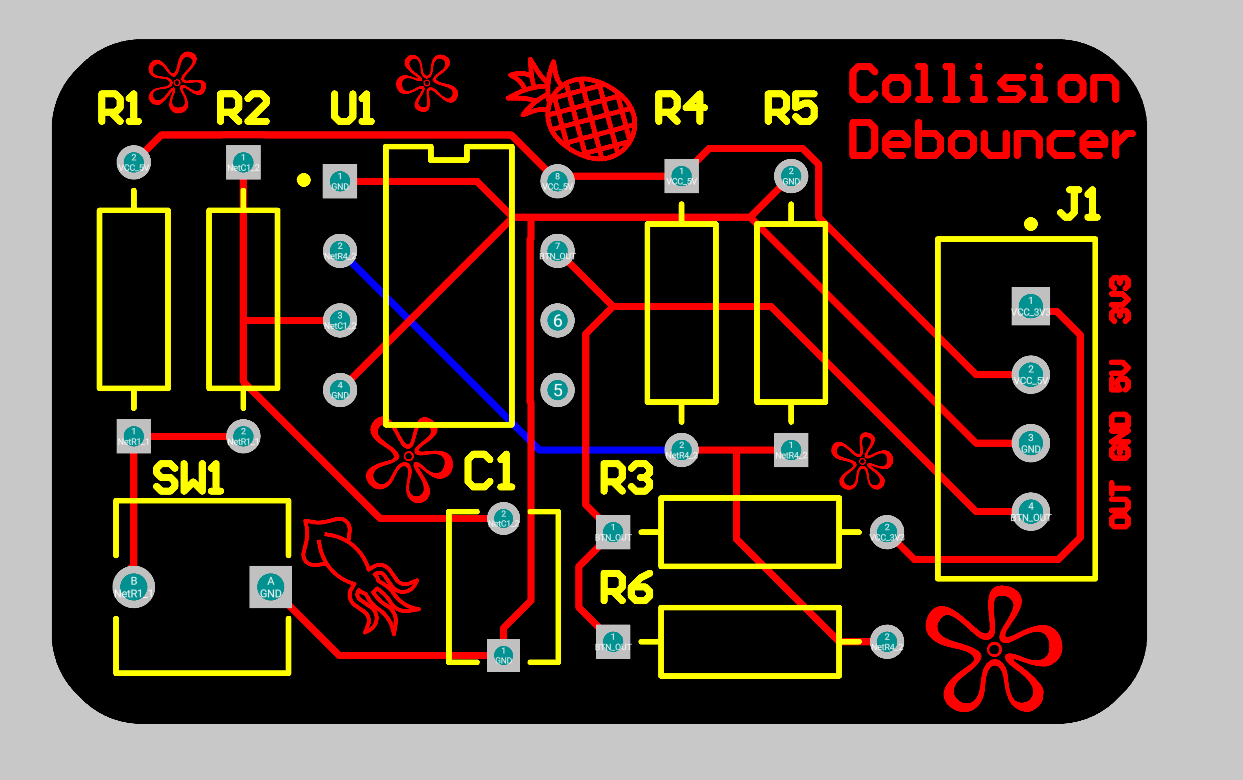 Collision
Debouncer
R1
R2
U1
R4
R5
J1
2
VCC_5V
1
NetC1_2
1
GND
8
VCC_5V
1
VCC_5V
2
GND
2
NetR4_2
7
BTN_OUT
3
NetC1_2
6
4
GND
5
1
VCC_3V3
3V3
2
VCC_5V
5V
3
GND
GND
4
BTN_OUT
OUT
1
NetR1_1
2
NetR1_1
2
NetR4_2
1
NetR4_2
SW1
C1
R3
2
NetC1_2
1
BTN_OUT
2
VCC_3V3
B
NetR1_1
A
GND
R6
1
GND
1
BTN_OUT
2
NetR4_2